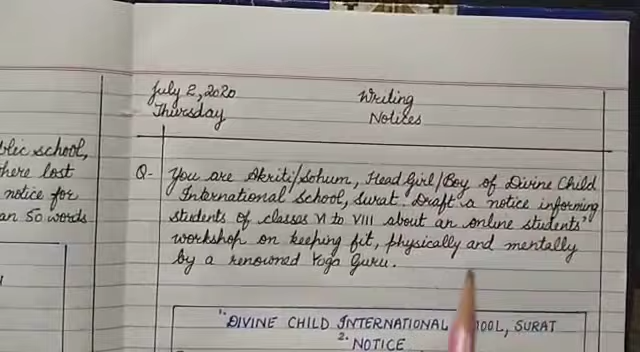 July 2, 2020
Thursday
Writing
Notices
blic school,
here lost
notice for
an 50 words
Q- You are Akriti/Sohum, Head Girl/Boy of Divine Child
International School, Surat. Draft a notice informing
students of classes VI to VIII about an online students'
workshop on keeping fit, physically and mentally
by a renowned Yoga Guru.
1. DIVINE CHILD INTERNATIONAL OOL, SURAT
2. NOTICE